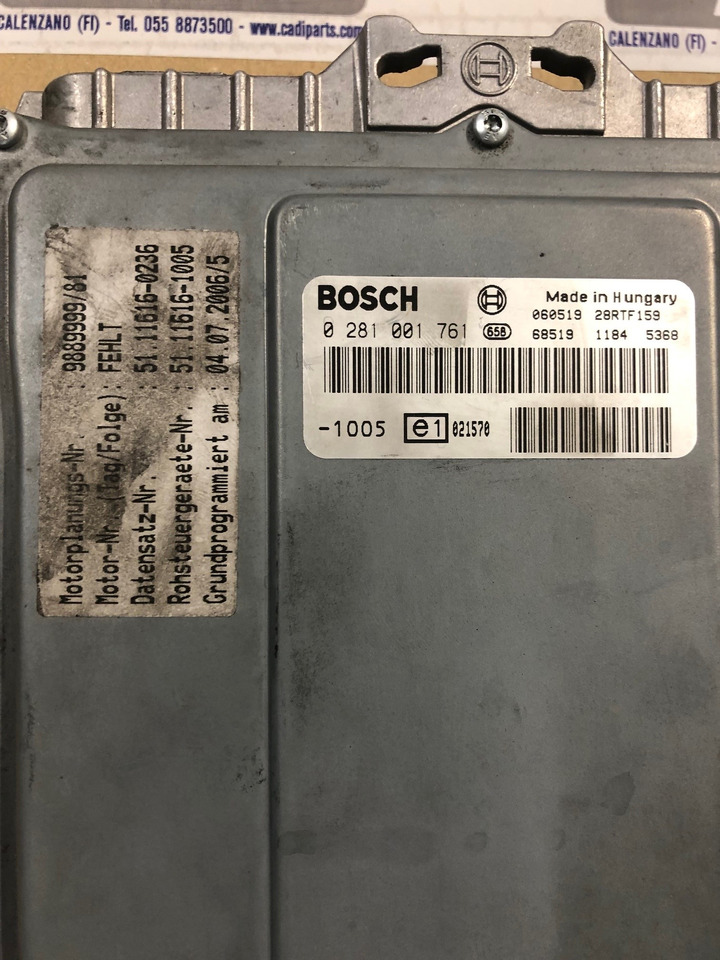 CALENZANO (FI) - Tel. 055 8873500 - www.cadiparts.com
CALENZANO (FI) -
BOSCH
Made in Hungary
060519 28RTF159
0 281 001 761 65B 68519 1184 5368
-1005 e1 021570
Motorplanungs-Nr. : 9889999/81
Motor-Nr. (Tag/Folge): FEHLT
Datensatz-Nr. : 51.11616-0236
Rohsteuergeraete-Nr. : 51.11616-1005
Grundprogrammiert am : 04.07.2006/5